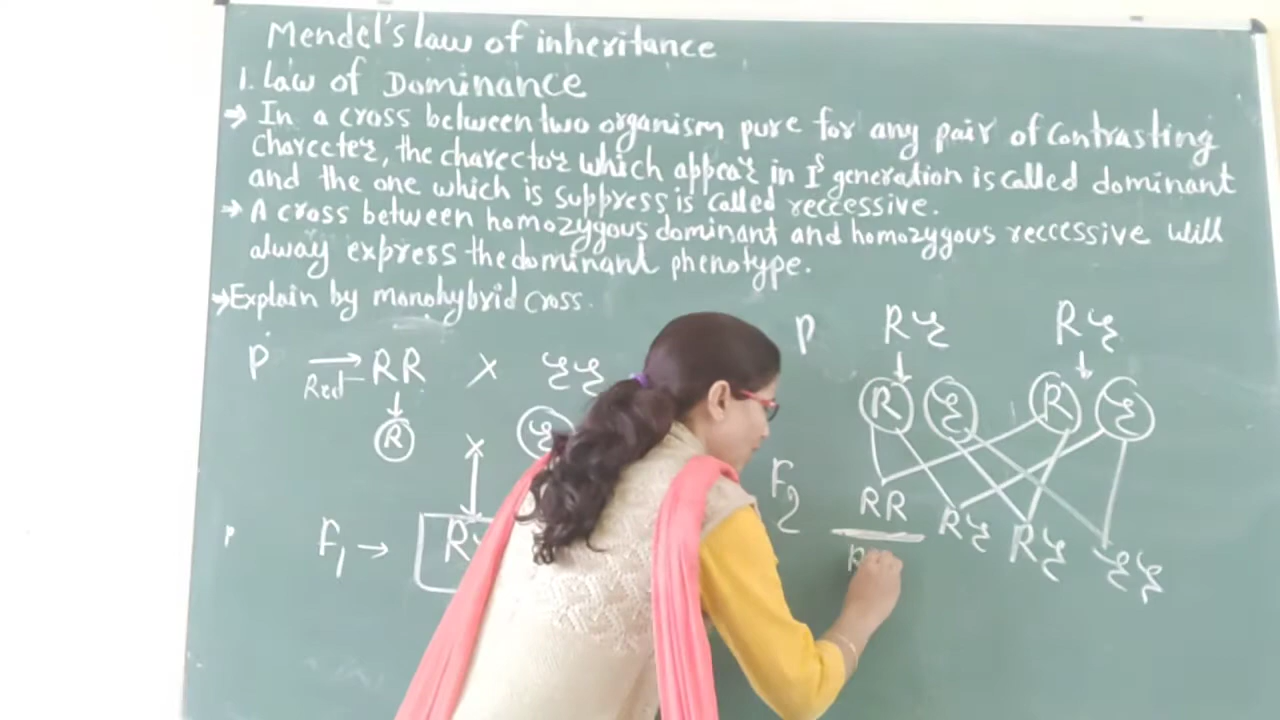 Mendel's law of inheritance
1. Law of Dominance
→ In a cross between two organism pure for any pair of Contrasting
Charecter, the charector which appear in Ist generation is called dominant
and the one which is suppress is called reccessive.
→ A cross between homozygous dominant and homozygous reccessive will
alway express the dominant phenotype.
→ Explain by monohybrid cross.
P → RR × rr
Red
R × r
F1 → R
P Rr Rr
R r R r
F2 RR Rr Rr rr